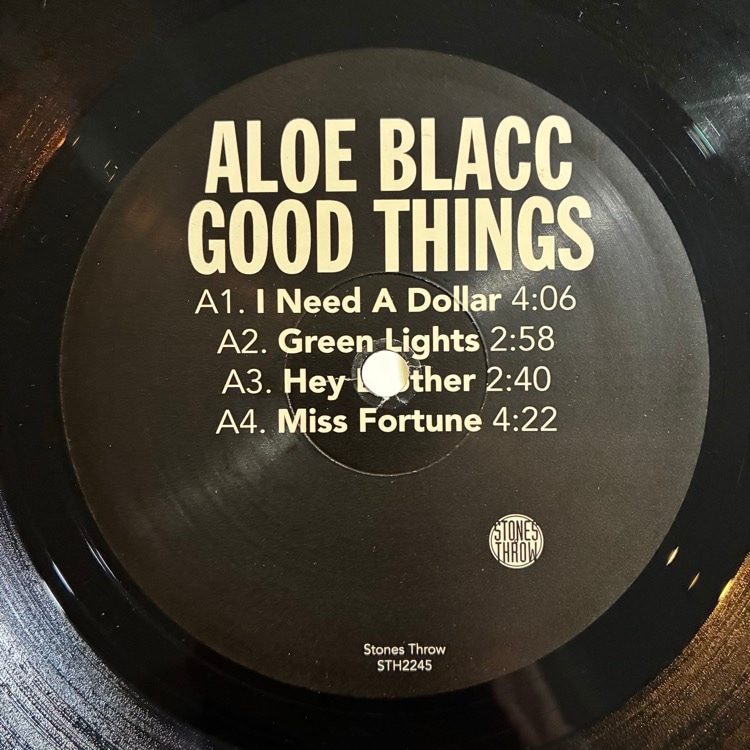 ALOE BLACC
GOOD THINGS
A1. I Need A Dollar 4:06
A2. Green Lights 2:58
A3. Hey Brother 2:40
A4. Miss Fortune 4:22
STONES
THROW
Stones Throw
STH2245